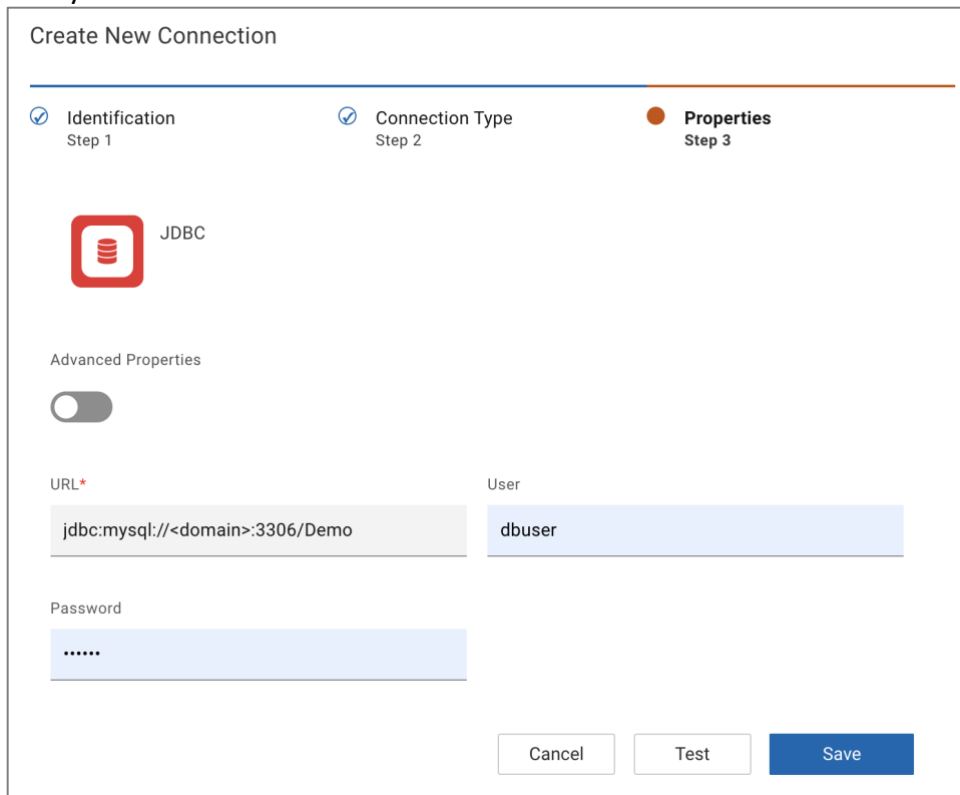 Create New Connection
Identification
Step 1
Connection Type
Step 2
Properties
Step 3
JDBC
Advanced Properties
URL*
User
jdbc:mysql://<domain>:3306/Demo
dbuser
Password
••••••
Cancel
Test
Save